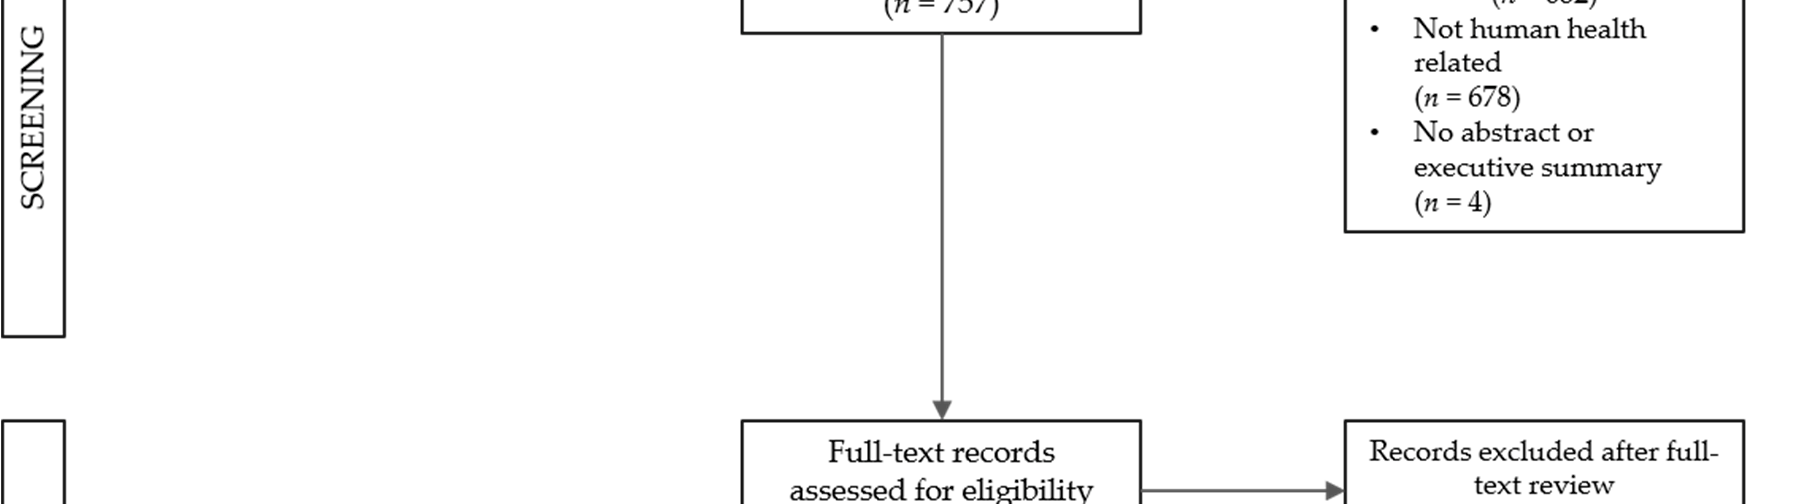 SCREENING
(n = 757)
• Not human health
related
(n = 678)
• No abstract or
executive summary
(n = 4)
Full-text records
assessed for eligibility
Records excluded after full-
text review